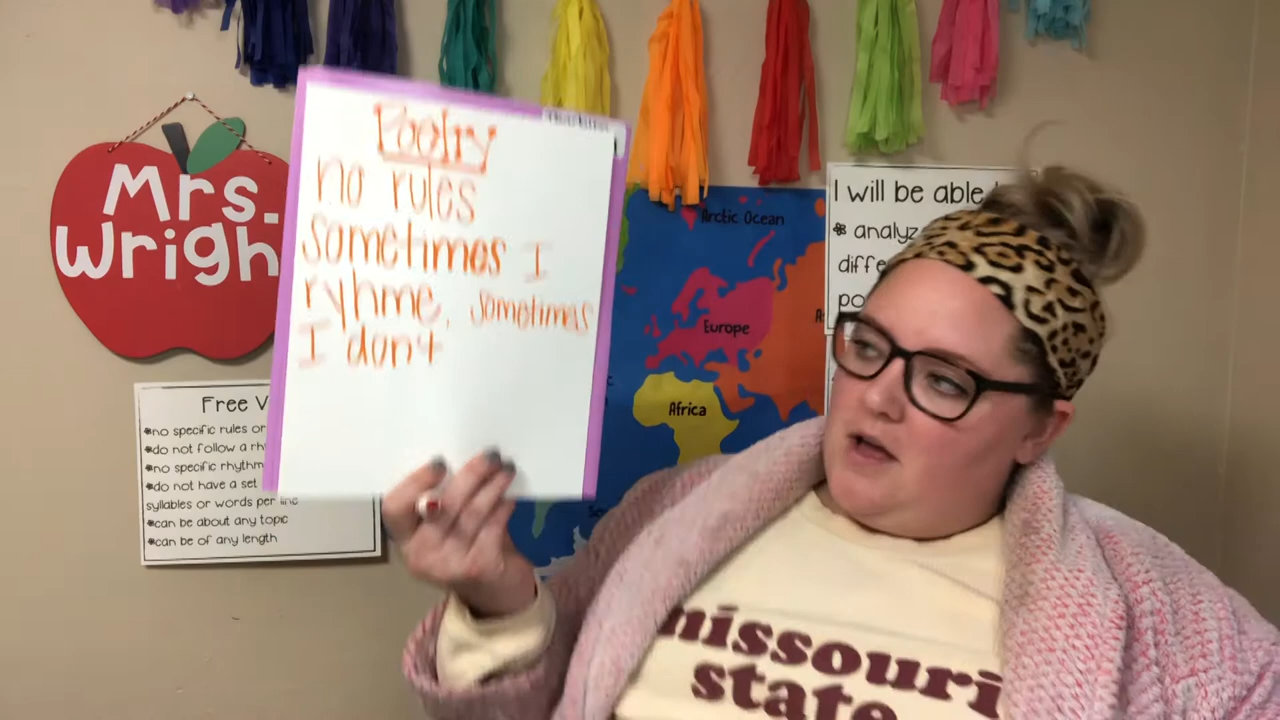 Mrs.
Wrigh
Poetry
no rules
sometimes I
ryhme, sometimes
I don't
Free V
*no specific rules or
*do not follow a rh
*no specific rhythm
*do not have a set
syllables or words per line
*can be about any topic
*can be of any length
Arctic Ocean
Europe
Africa
I will be able
* analyz
diffe
po
missouri
state